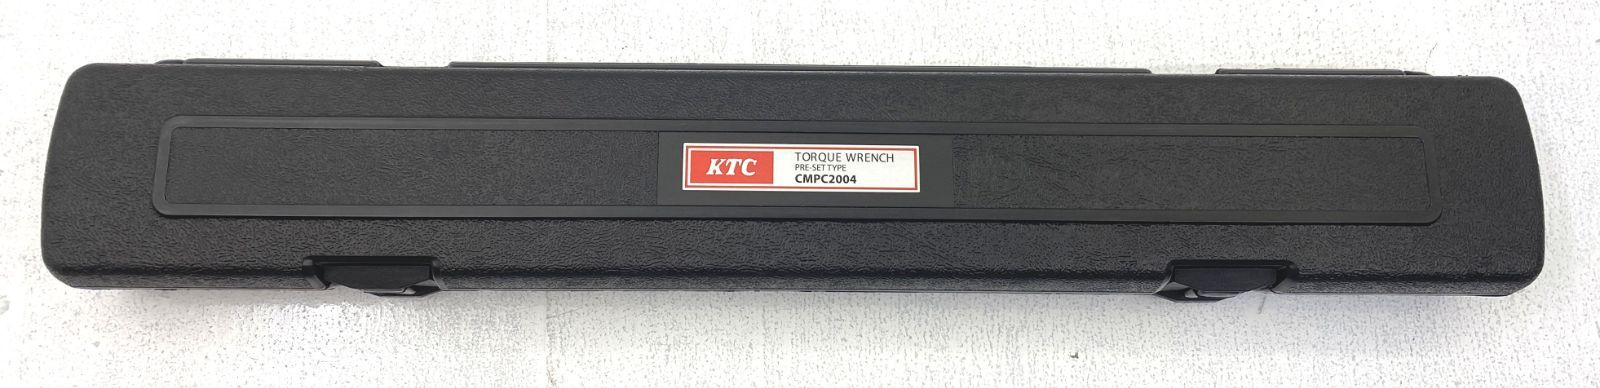 KTC
TORQUE WRENCH
PRE-SET TYPE
CMPC2004